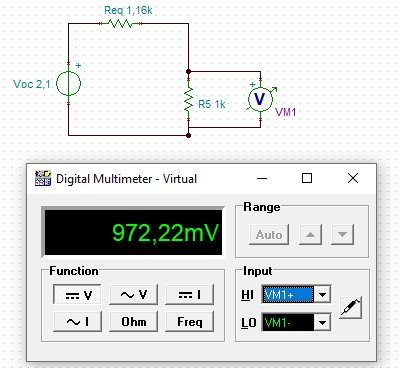 Req 1,16k
+
Voc 2,1
R5 1k
+
V
VM1
Digital Multimeter - Virtual
972,22mV
Range
Auto
Function
V
V
I
I
Ohm
Freq
Input
HI VM1+
LO VM1-